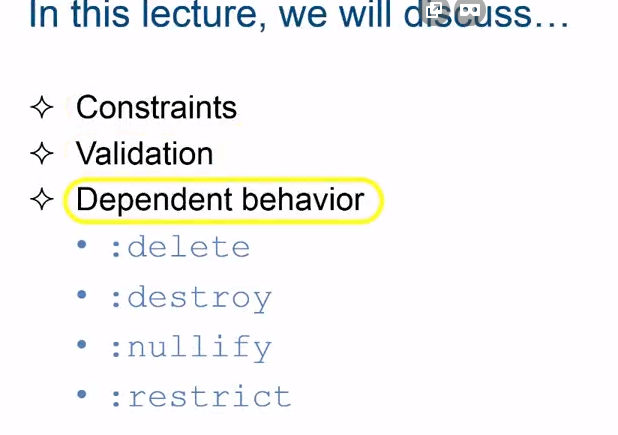 In this lecture, we will discuss…
✧ Constraints
✧ Validation
✧ Dependent behavior
• :delete
• :destroy
• :nullify
• :restrict